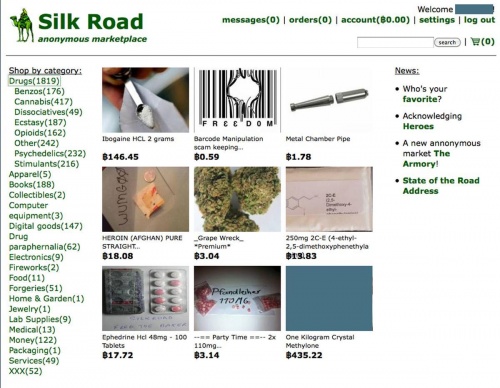 Welcome
Silk Road
anonymous marketplace
messages(0) | orders(0) | account(฿0.00) | settings | log out
search | (0)
Shop by category:
Drugs(1819)
Benzos(176)
Cannabis(417)
Dissociatives(49)
Ecstasy(187)
Opioids(162)
Other(242)
Psychedelics(232)
Stimulants(216)
Apparel(5)
Books(188)
Collectibles(2)
Computer
equipment(3)
Digital goods(147)
Drug
paraphernalia(62)
Electronics(9)
Fireworks(2)
Food(11)
Forgeries(51)
Home & Garden(1)
Jewelry(1)
Lab Supplies(9)
Medical(13)
Money(122)
Packaging(1)
Services(49)
XXX(52)
Ibogaine HCL 2 grams
฿146.45
FREEDOM
Barcode Manipulation
scam keeping...
฿0.59
Metal Chamber Pipe
฿1.78
HEROIN (AFGHAN) PURE
STRAIGHT...
฿18.08
_Grape Wreck_
*Premium*
฿3.04
2C-E
250mg 2C-E (4-ethyl-
2,5-dimoxyphenethyla
฿19.83
Ephedrine Hcl 48mg - 100
Tablets
฿17.72
Pfandleiher
110MG
--== Party Time ==-- 2x
110mg...
฿3.14
One Kilogram Crystal
Methylone
฿435.22
News:
Who's your
favorite?
Acknowledging
Heroes
A new annonymous
market The
Armory!
State of the Road
Address